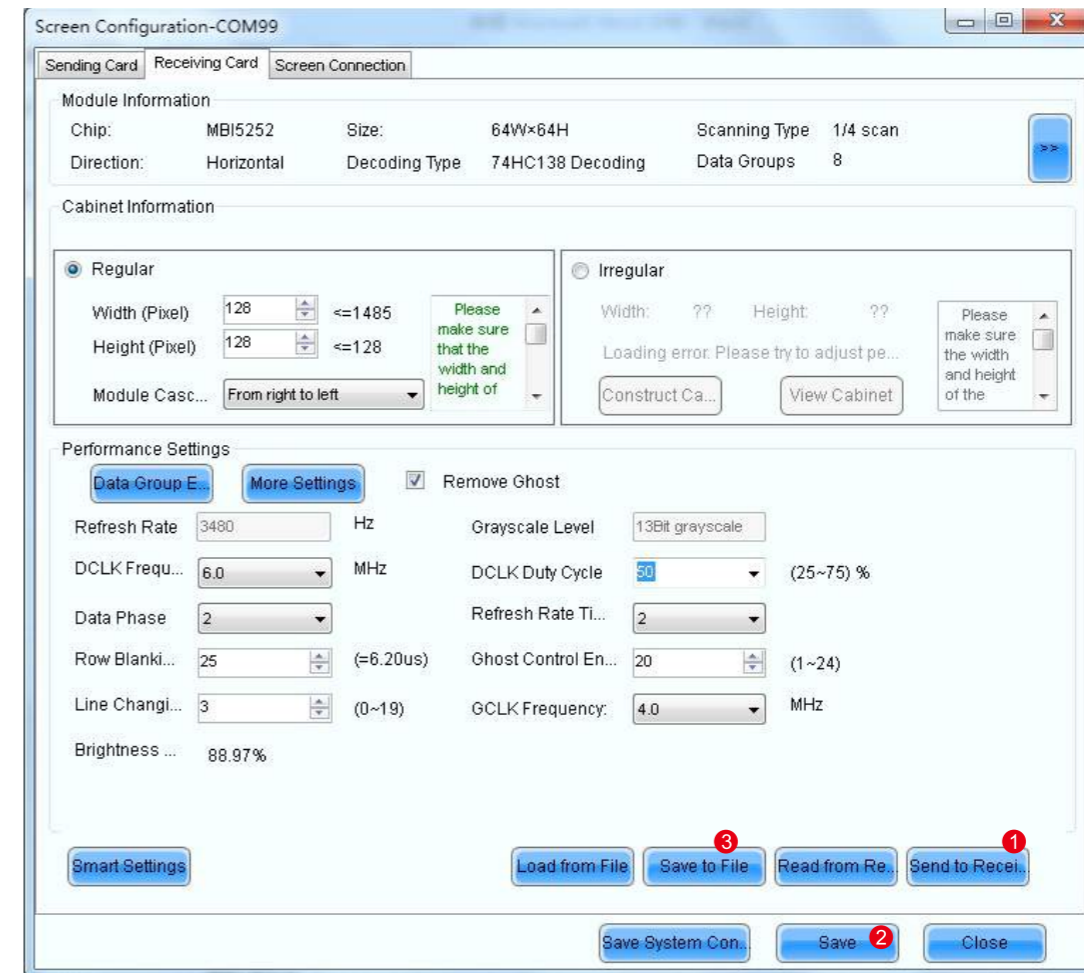 Screen Configuration-COM99
Sending Card Receiving Card Screen Connection
Module Information
Chip: MBI5252 Size: 64W×64H Scanning Type 1/4 scan
Direction: Horizontal Decoding Type 74HC138 Decoding Data Groups 8
>>
Cabinet Information
Regular
Width (Pixel) 128 <=1485
Height (Pixel) 128 <=128
Module Casc... From right to left
Please
make sure
that the
width and
height of
Irregular
Width: ?? Height: ??
Loading error. Please try to adjust pe...
Construct Ca... View Cabinet
Please
make sure
the width
and height
of the
Performance Settings
Data Group E... More Settings Remove Ghost
Refresh Rate 3480 Hz Grayscale Level 13Bit grayscale
DCLK Frequ... 6.0 MHz DCLK Duty Cycle 50 (25~75) %
Data Phase 2 Refresh Rate Ti... 2
Row Blanki... 25 (=6.20us) Ghost Control En... 20 (1~24)
Line Changi... 3 (0~19) GCLK Frequency: 4.0 MHz
Brightness ... 88.97%
3 1
Smart Settings Load from File Save to File Read from Re... Send to Recei...
Save System Con... Save 2 Close